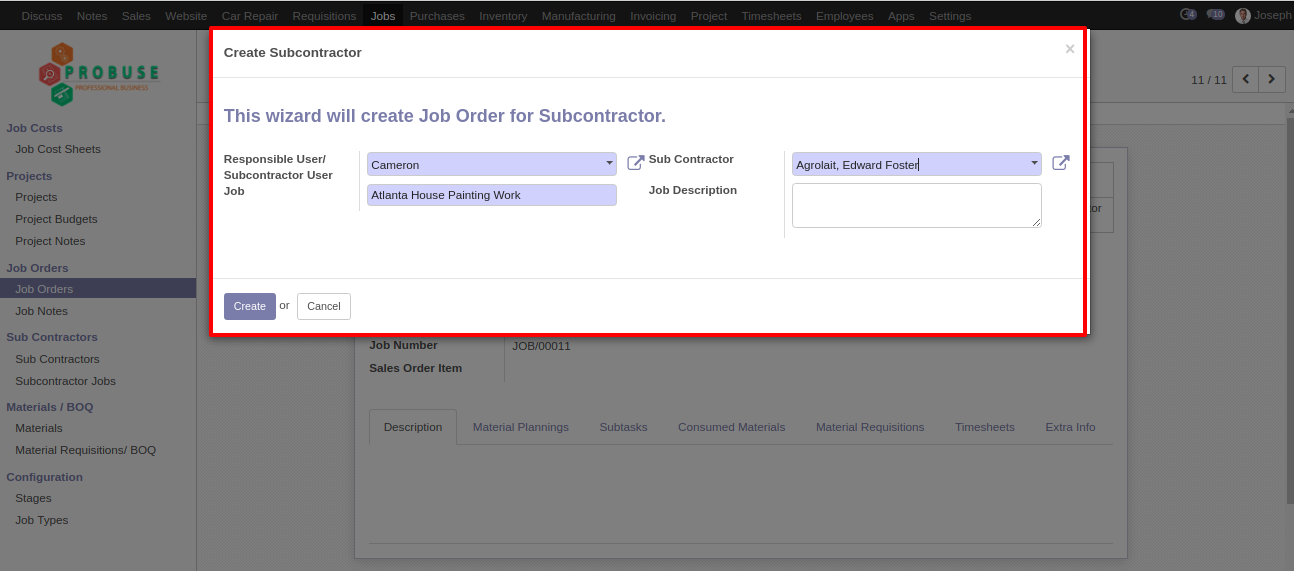 Discuss Notes Sales Website Car Repair Requisitions Jobs Purchases Inventory Manufacturing Invoicing Project Timesheets Employees Apps Settings 4 10 Joseph
PROBUSE
PROFESSIONAL BUSINESS
Job Costs
Job Cost Sheets
Projects
Projects
Project Budgets
Project Notes
Job Orders
Job Orders
Job Notes
Sub Contractors
Sub Contractors
Subcontractor Jobs
Materials / BOQ
Materials
Material Requisitions/ BOQ
Configuration
Stages
Job Types
Create Subcontractor ×
11 / 11
This wizard will create Job Order for Subcontractor.
Responsible User/
Subcontractor User
Cameron
Job
Atlanta House Painting Work
Sub Contractor
Agrolait, Edward Foster
Job Description
or
Create or Cancel
Job Number JOB/00011
Sales Order Item
Description Material Plannings Subtasks Consumed Materials Material Requisitions Timesheets Extra Info